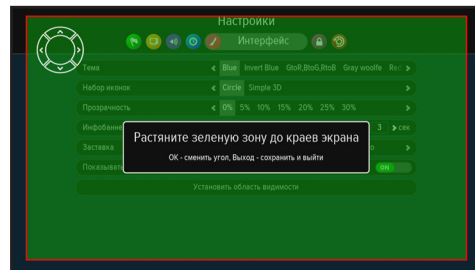 Настройки
Интерфейс
Тема Blue Invert Blue GtoR,BtoG,RtoB Gray woolfe Red
Набор иконок Circle Simple 3D
Прозрачность 0% 5% 10% 15% 20% 25% 30%
3 сек
Растяните зеленую зону до краев экрана
Заставка
ОК - сменить угол, Выход - сохранить и выйти
ON
Установить область видимости